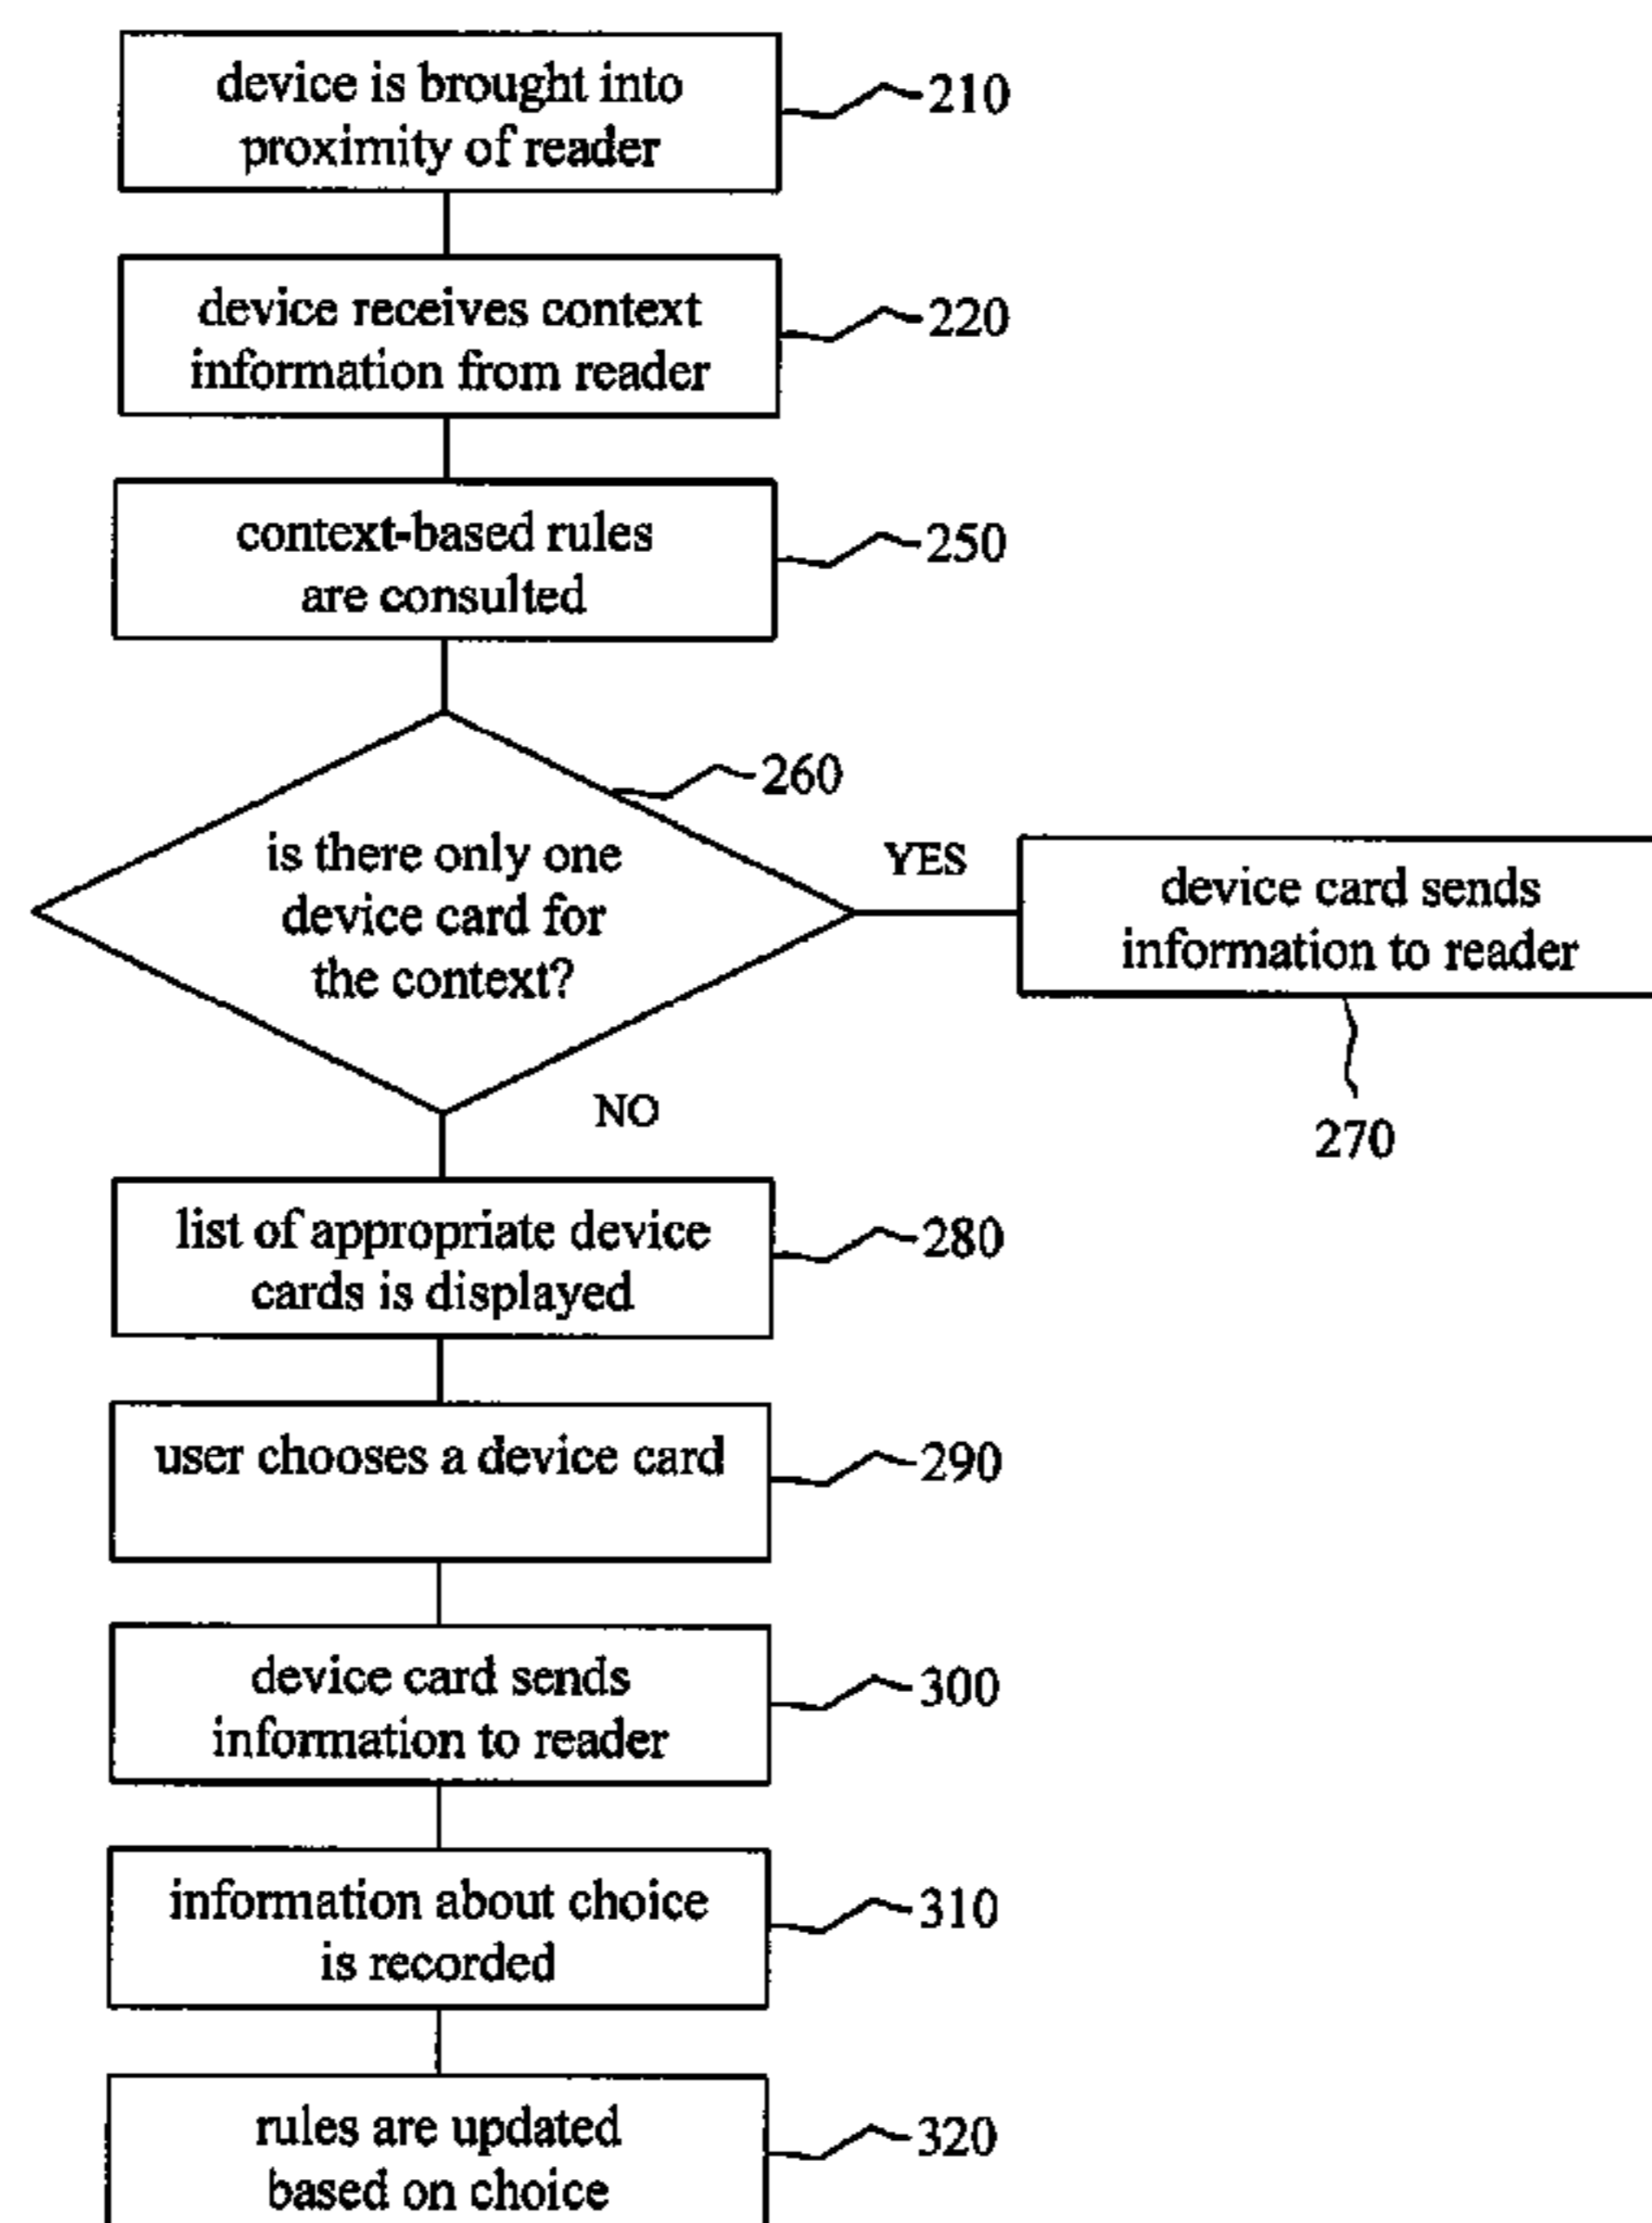 device is brought into
proximity of reader
210
device receives context
information from reader
220
context-based rules
are consulted
250
260
is there only one
device card for
the context?
YES
device card sends
information to reader
270
NO
list of appropriate device
cards is displayed
280
user chooses a device card
290
device card sends
information to reader
300
information about choice
is recorded
310
rules are updated
based on choice
320